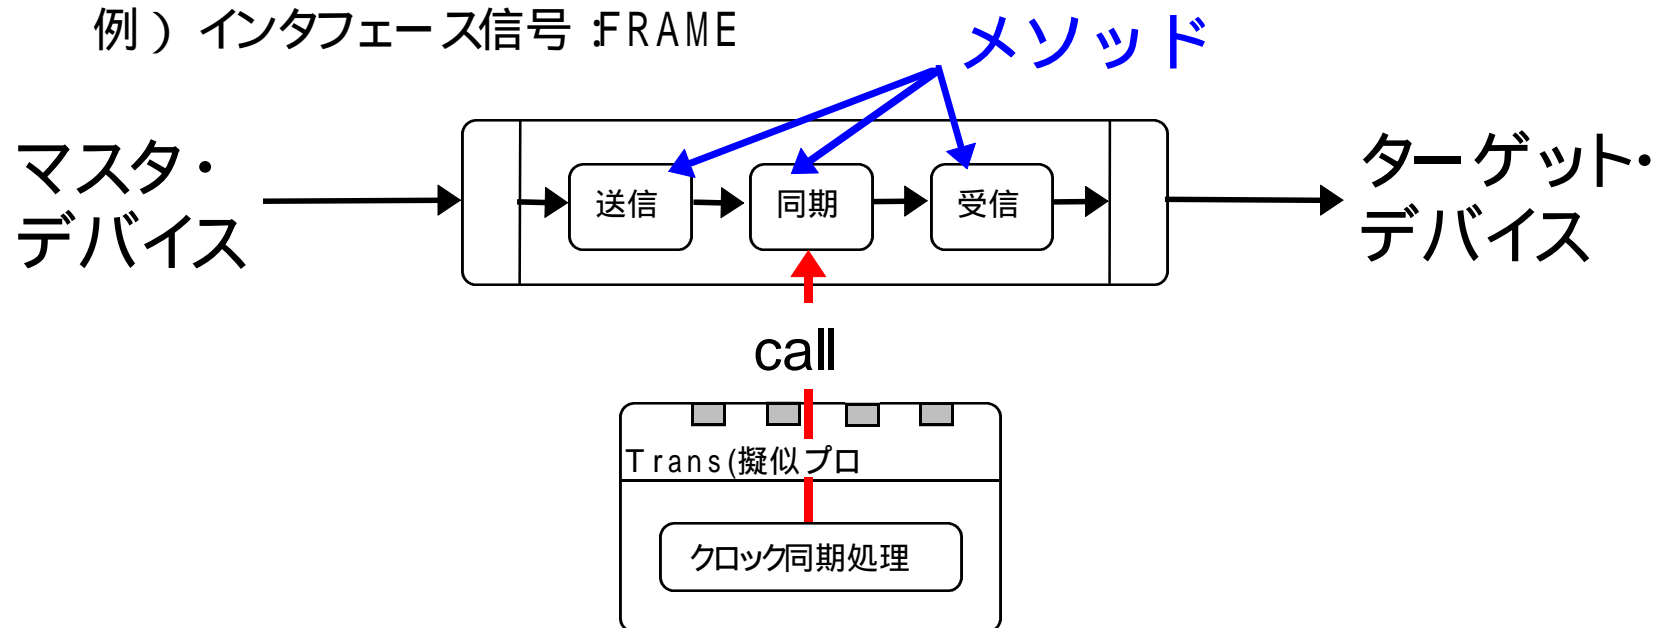 例）インタフェース信号：FRAME
メソッド
マスタ・
デバイス
送信
同期
受信
ターゲット・
デバイス
call
Trans(擬似プロ
クロック同期処理